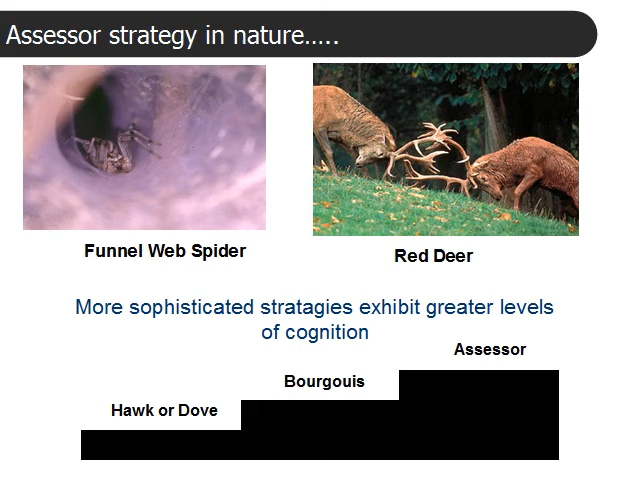 Assessor strategy in nature.....
Funnel Web Spider
Red Deer
More sophisticated stratagies exhibit greater levels
of cognition
Assessor
Bourgouis
Hawk or Dove